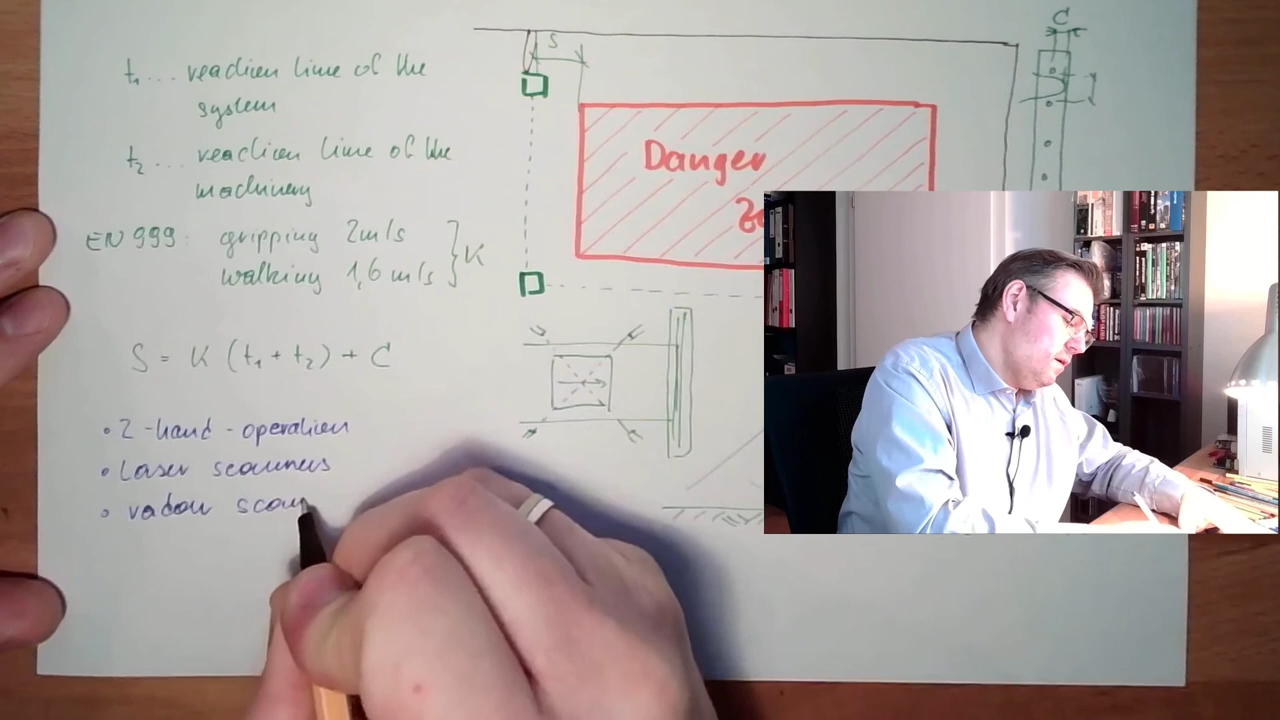 t1 ... reaction time of the
system
t2 ... reaction time of the
machinery
EN 999: gripping 2m/s
walking 1,6 m/s } K
S = K (t1 + t2) + C
• 2-hand-operation
• Laser scanners
• radar scan
S
Danger
C